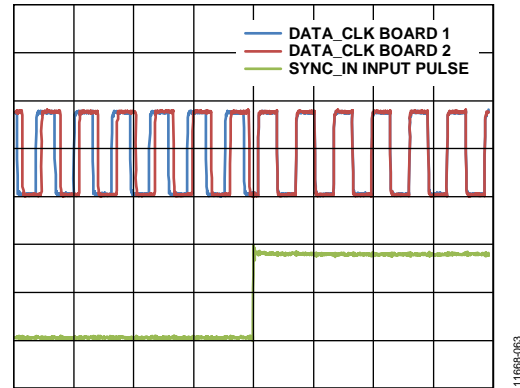 DATA_CLK BOARD 1
DATA_CLK BOARD 2
SYNC_IN INPUT PULSE
11668-063